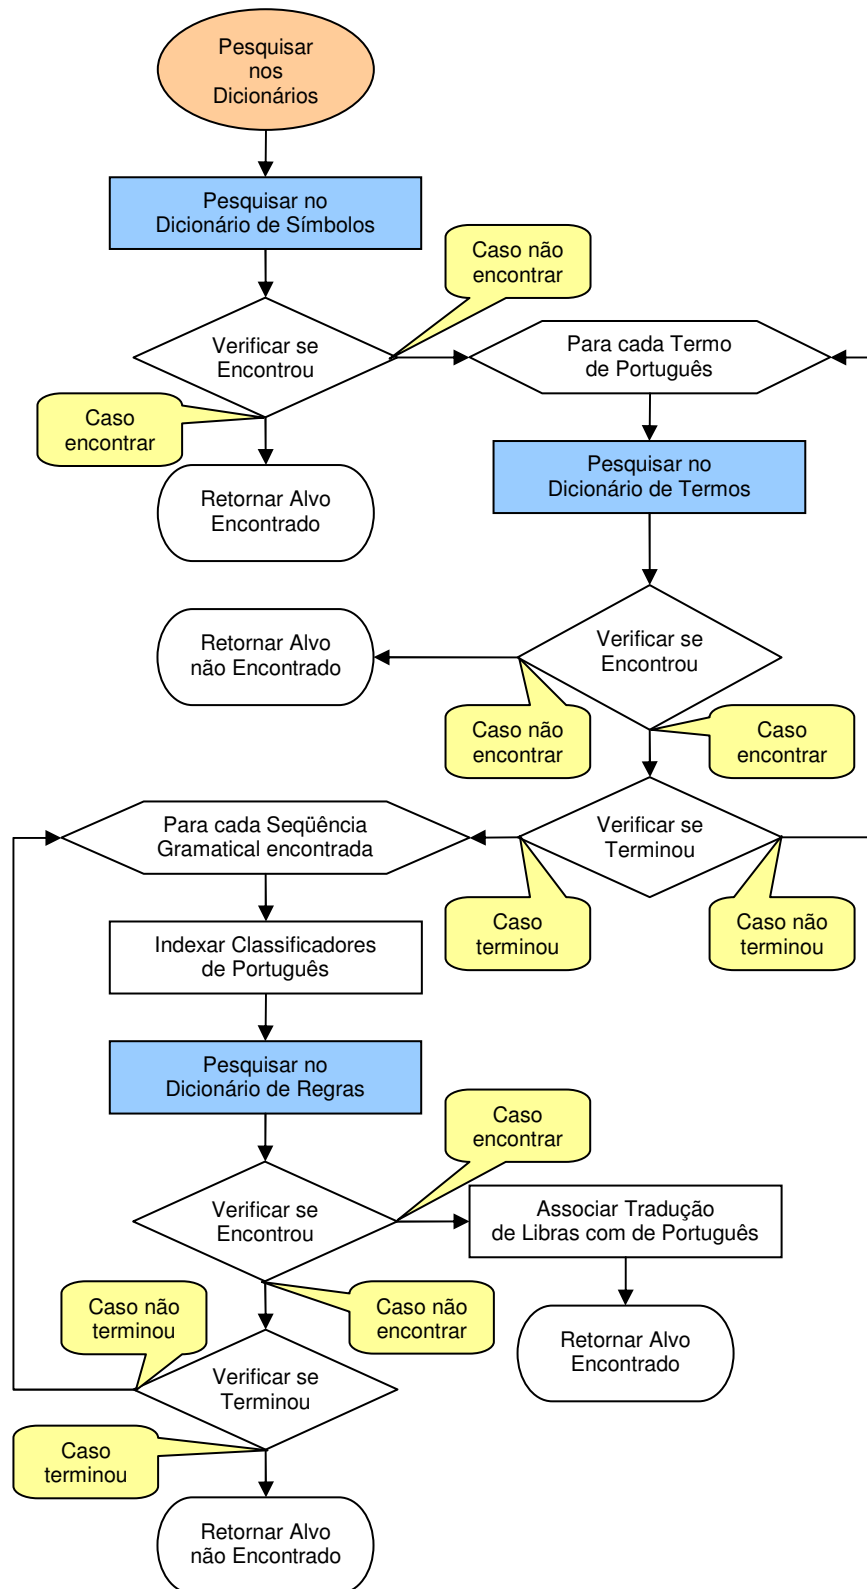 Pesquisar
nos
Dicionários
Pesquisar no
Dicionário de Símbolos
Caso não
encontrar
Verificar se
Encontrou
Para cada Termo
de Português
Caso
encontrar
Pesquisar no
Dicionário de Termos
Retornar Alvo
Encontrado
Retornar Alvo
não Encontrado
Verificar se
Encontrou
Caso não
encontrar
Caso
encontrar
Para cada Seqüência
Gramatical encontrada
Verificar se
Terminou
Caso
terminou
Caso não
terminou
Indexar Classificadores
de Português
Pesquisar no
Dicionário de Regras
Caso
encontrar
Verificar se
Encontrou
Associar Tradução
de Libras com de Português
Caso não
terminou
Caso não
encontrar
Retornar Alvo
Encontrado
Verificar se
Terminou
Caso
terminou
Retornar Alvo
não Encontrado